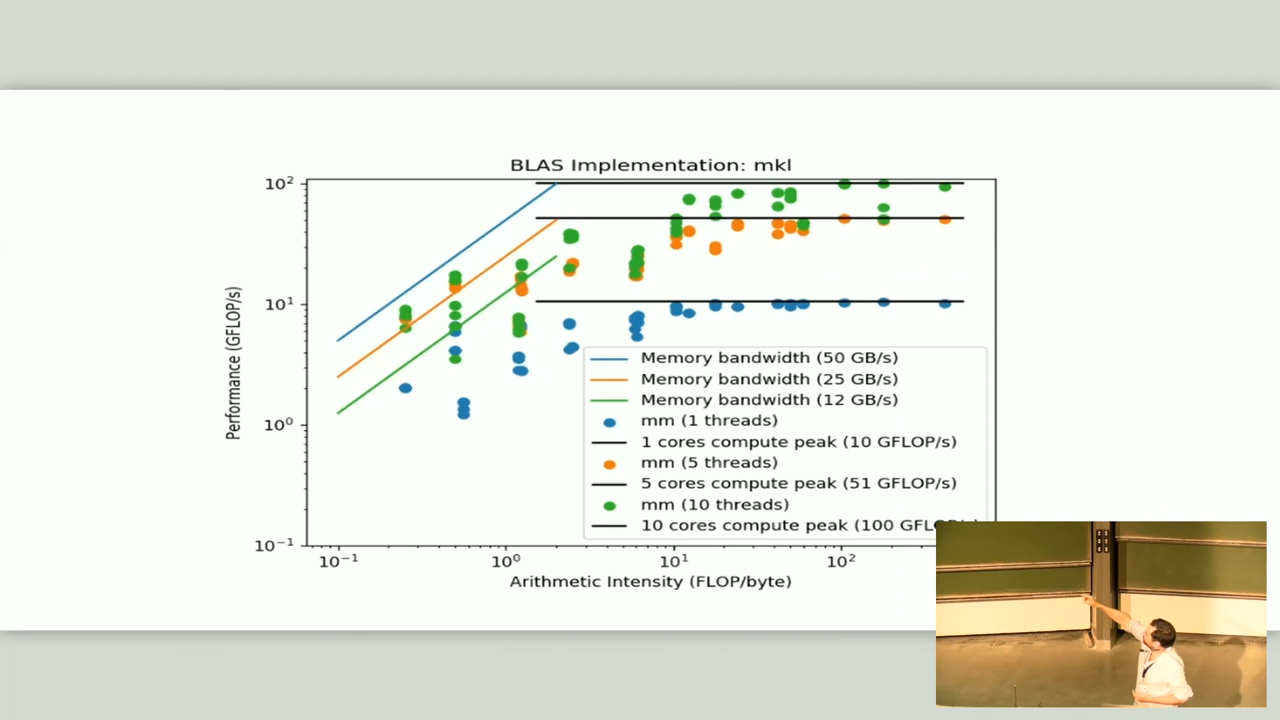 BLAS Implementation: mkl
10²
10¹
10⁰
10⁻¹
Performance (GFLOP/s)
Memory bandwidth (50 GB/s)
Memory bandwidth (25 GB/s)
Memory bandwidth (12 GB/s)
mm (1 threads)
1 cores compute peak (10 GFLOP/s)
mm (5 threads)
5 cores compute peak (51 GFLOP/s)
mm (10 threads)
10 cores compute peak (100
10⁻¹ 10⁰ 10¹ 10²
Arithmetic Intensity (FLOP/byte)